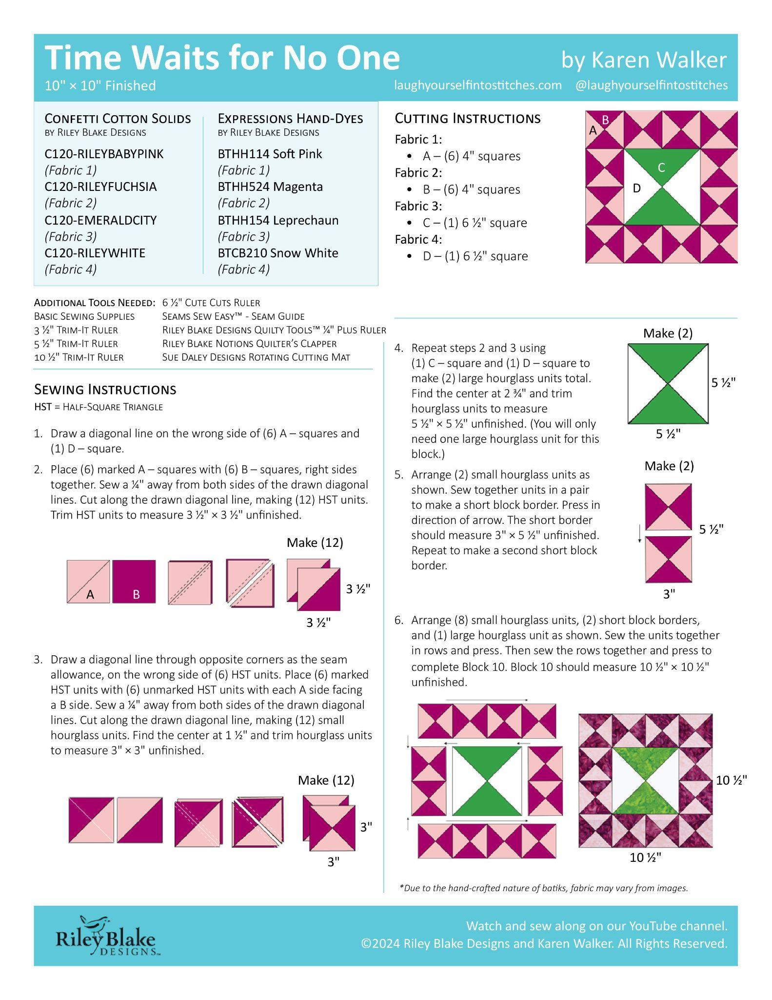 Time Waits for No One
by Karen Walker
10" × 10" Finished
laughyourselfintostitches.com @laughyourselfintostitches
Confetti Cotton Solids
by Riley Blake Designs
C120-RILEYBABYPINK
(Fabric 1)
C120-RILEYFUCHSIA
(Fabric 2)
C120-EMERALDCITY
(Fabric 3)
C120-RILEYWHITE
(Fabric 4)
Expressions Hand-Dyes
by Riley Blake Designs
BTHH114 Soft Pink
(Fabric 1)
BTHH524 Magenta
(Fabric 2)
BTHH154 Leprechaun
(Fabric 3)
BTCB210 Snow White
(Fabric 4)
Cutting Instructions
Fabric 1:
• A – (6) 4" squares
Fabric 2:
• B – (6) 4" squares
Fabric 3:
• C – (1) 6 ½" square
Fabric 4:
• D – (1) 6 ½" square
B
A
C
D
Additional Tools Needed:
Basic Sewing Supplies
3 ½" Trim-It Ruler
5 ½" Trim-It Ruler
10 ½" Trim-It Ruler
6 ½" Cute Cuts Ruler
Seams Sew Easy™ - Seam Guide
Riley Blake Designs Quilty Tools™ ¼" Plus Ruler
Riley Blake Notions Quilter’s Clapper
Sue Daley Designs Rotating Cutting Mat
Sewing Instructions
HST = Half-Square Triangle
1. Draw a diagonal line on the wrong side of (6) A – squares and
(1) D – square.
2. Place (6) marked A – squares with (6) B – squares, right sides
together. Sew a ¼" away from both sides of the drawn diagonal
lines. Cut along the drawn diagonal line, making (12) HST units.
Trim HST units to measure 3 ½" × 3 ½" unfinished.
Make (12)
A
B
3 ½"
3 ½"
3. Draw a diagonal line through opposite corners as the seam
allowance, on the wrong side of (6) HST units. Place (6) marked
HST units with (6) unmarked HST units with each A side facing
a B side. Sew a ¼" away from both sides of the drawn diagonal
lines. Cut along the drawn diagonal line, making (12) small
hourglass units. Find the center at 1 ½" and trim hourglass units
to measure 3" × 3" unfinished.
Make (12)
3"
3"
4. Repeat steps 2 and 3 using
(1) C – square and (1) D – square to
make (2) large hourglass units total.
Find the center at 2 ¾" and trim
hourglass units to measure
5 ½" × 5 ½" unfinished. (You will only
need one large hourglass unit for this
block.)
Make (2)
5 ½"
5 ½"
5. Arrange (2) small hourglass units as
shown. Sew together units in a pair
to make a short block border. Press in
direction of arrow. The short border
should measure 3" × 5 ½" unfinished.
Repeat to make a second short block
border.
Make (2)
5 ½"
3"
6. Arrange (8) small hourglass units, (2) short block borders,
and (1) large hourglass unit as shown. Sew the units together
in rows and press. Then sew the rows together and press to
complete Block 10. Block 10 should measure 10 ½" × 10 ½"
unfinished.
10 ½"
10 ½"
*Due to the hand-crafted nature of batiks, fabric may vary from images.
Riley Blake
DESIGNS™
Watch and sew along on our YouTube channel.
©2024 Riley Blake Designs and Karen Walker. All Rights Reserved.